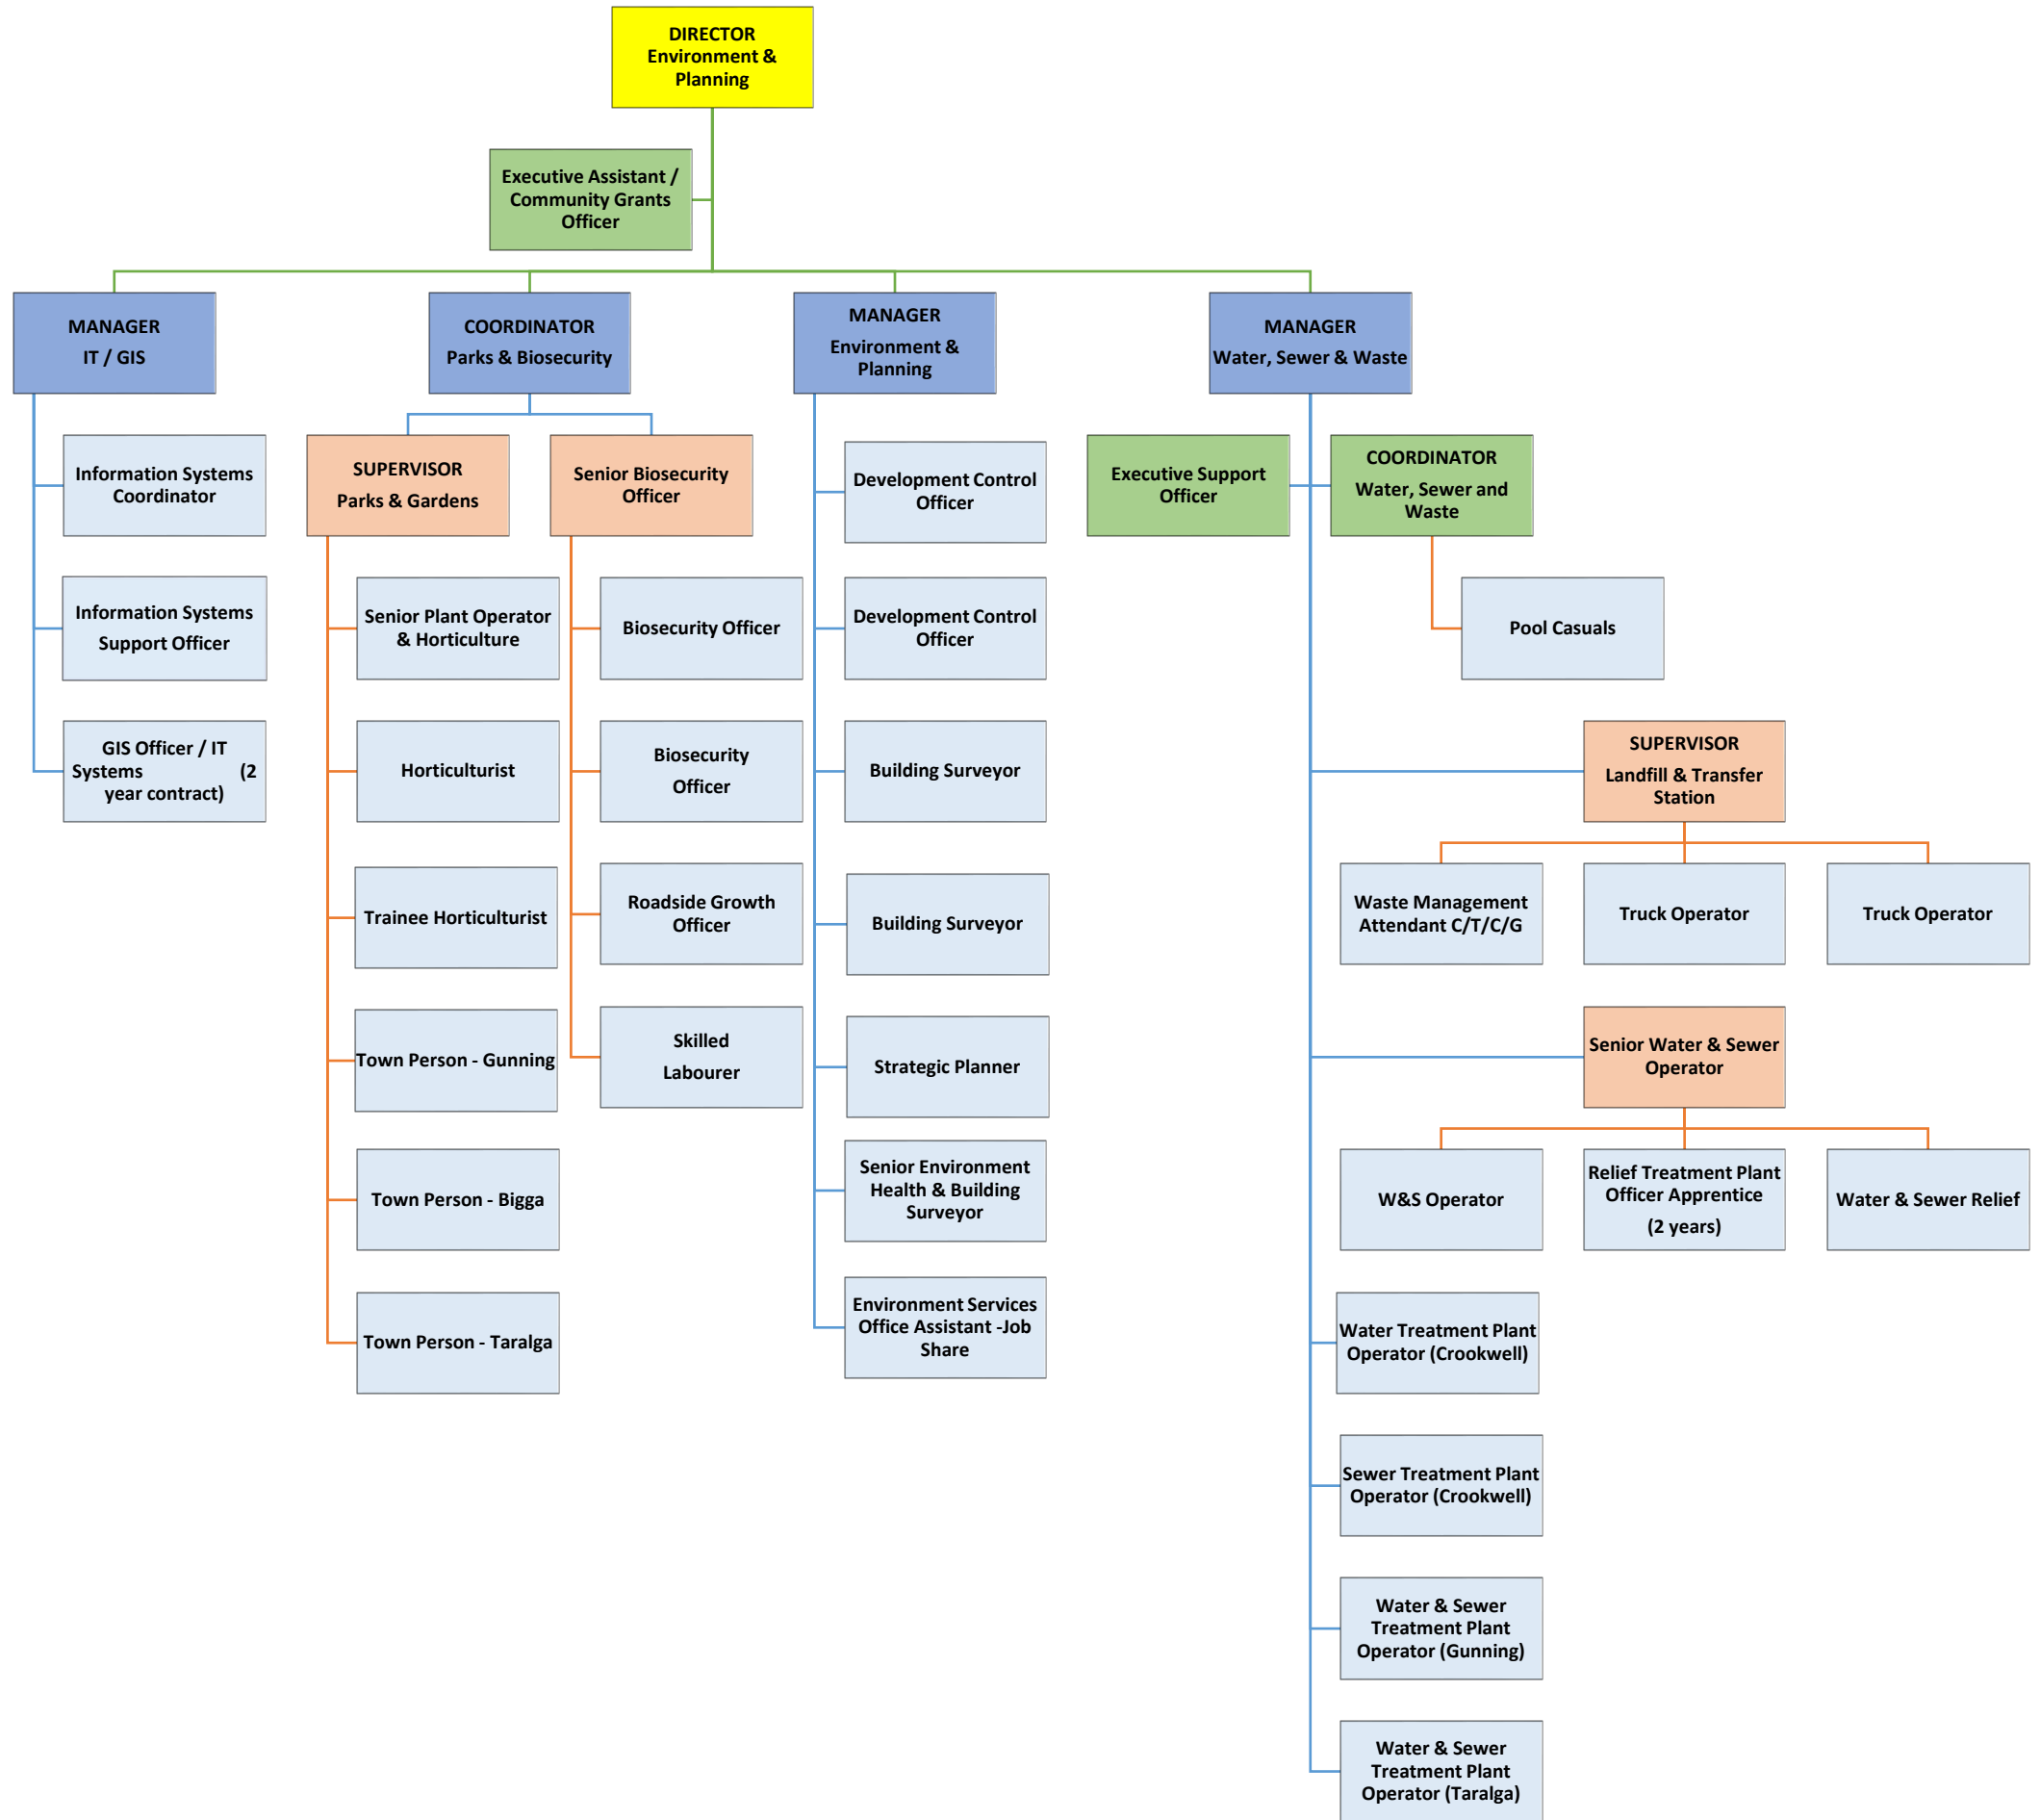 DIRECTOR
Environment &
Planning
Executive Assistant /
Community Grants
Officer
MANAGER
IT / GIS
COORDINATOR
Parks & Biosecurity
MANAGER
Environment &
Planning
MANAGER
Water, Sewer & Waste
Information Systems
Coordinator
Information Systems
Support Officer
GIS Officer / IT
Systems (2
year contract)
SUPERVISOR
Parks & Gardens
Senior Plant Operator
& Horticulture
Horticulturist
Trainee Horticulturist
Town Person - Gunning
Town Person - Bigga
Town Person - Taralga
Senior Biosecurity
Officer
Biosecurity Officer
Biosecurity
Officer
Roadside Growth
Officer
Skilled
Labourer
Development Control
Officer
Development Control
Officer
Building Surveyor
Building Surveyor
Strategic Planner
Senior Environment
Health & Building
Surveyor
Environment Services
Office Assistant -Job
Share
Executive Support
Officer
COORDINATOR
Water, Sewer and
Waste
Pool Casuals
SUPERVISOR
Landfill & Transfer
Station
Waste Management
Attendant C/T/C/G
Truck Operator
Truck Operator
Senior Water & Sewer
Operator
W&S Operator
Relief Treatment Plant
Officer Apprentice
(2 years)
Water & Sewer Relief
Water Treatment Plant
Operator (Crookwell)
Sewer Treatment Plant
Operator (Crookwell)
Water & Sewer
Treatment Plant
Operator (Gunning)
Water & Sewer
Treatment Plant
Operator (Taralga)